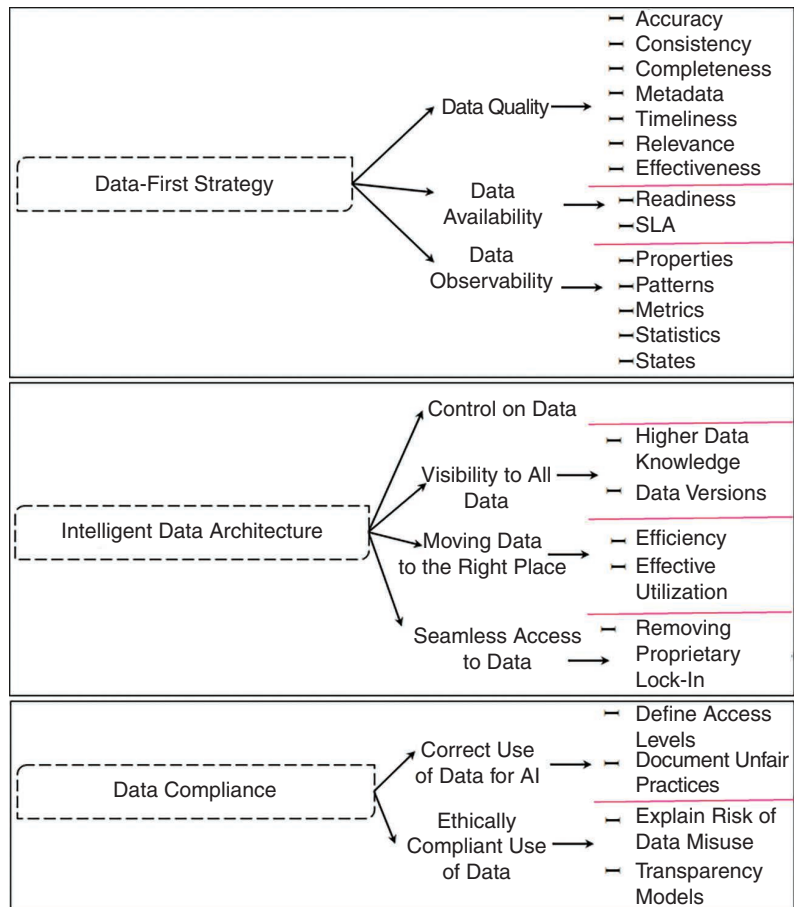 Data-First Strategy
Data Quality
Accuracy
Consistency
Completeness
Metadata
Timeliness
Relevance
Effectiveness
Data
Availability
Readiness
SLA
Data
Observability
Properties
Patterns
Metrics
Statistics
States
Intelligent Data Architecture
Control on Data
Visibility to All
Data
Higher Data
Knowledge
Data Versions
Moving Data
to the Right Place
Efficiency
Effective
Utilization
Seamless Access
to Data
Removing
Proprietary
Lock-In
Data Compliance
Correct Use
of Data for AI
Define Access
Levels
Document Unfair
Practices
Ethically
Compliant Use
of Data
Explain Risk of
Data Misuse
Transparency
Models